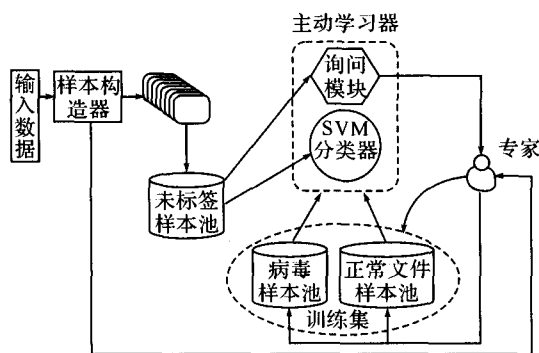 主动学习器
输入数据
样本构
造器
询问
模块
SVM
分类器
专家
未标签
样本池
病毒
样本池
正常文件
样本池
训练集